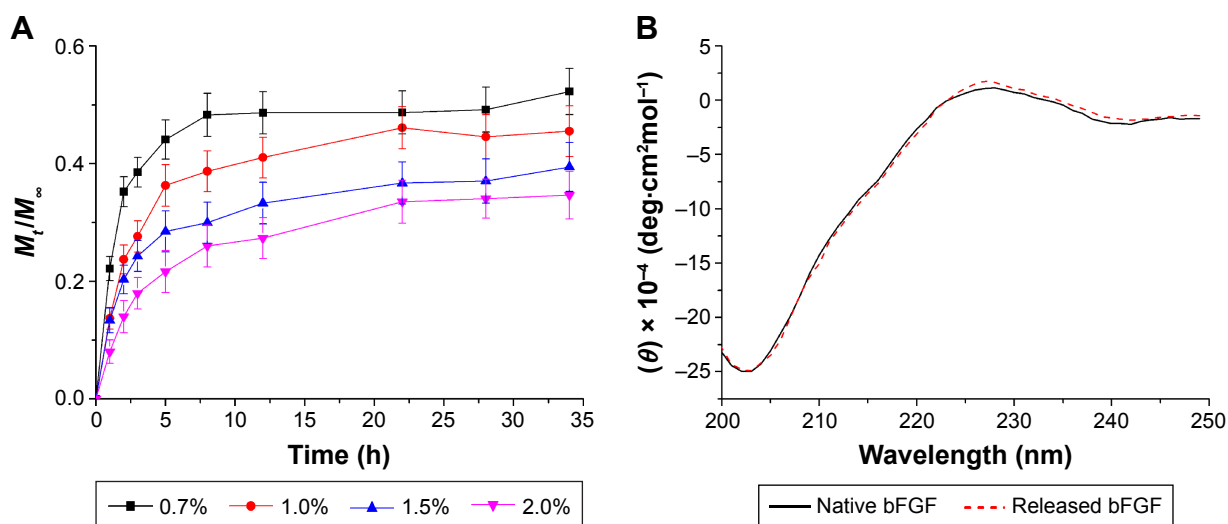 A
0.6
0.4
0.2
0.0
0 5 10 15 20 25 30 35
Mt/M∞
Time (h)
0.7% 1.0% 1.5% 2.0%
B
5
0
−5
−10
−15
−20
−25
200 210 220 230 240 250
(θ) × 10⁻⁴ (deg·cm²mol⁻¹)
Wavelength (nm)
Native bFGF Released bFGF